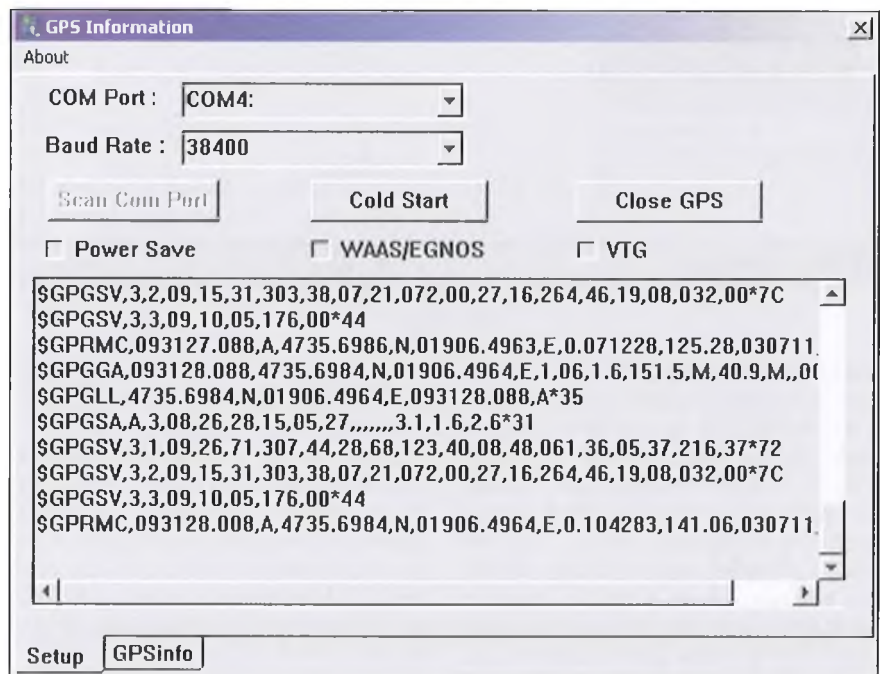 GPS Information
About
COM Port : COM4:
Baud Rate : 38400
Scan Com Port Cold Start Close GPS
Power Save WAAS/EGNOS VTG
$GPGSV,3,2,09,15,31,303,38,07,21,072,00,27,16,264,46,19,08,032,00*7C
$GPGSV,3,3,09,10,05,176,00*44
$GPRMC,093127.088,A,4735.6986,N,01906.4963,E,0.071228,125.28,030711,
$GPGGA,093128.088,4735.6984,N,01906.4964,E,1,06,1.6,151.5,M,40.9,M,,00
$GPGLL,4735.6984,N,01906.4964,E,093128.088,A*35
$GPGSA,A,3,08,26,28,15,05,27,,,,,,,3.1,1.6,2.6*31
$GPGSV,3,1,09,26,71,307,44,28,68,123,40,08,48,061,36,05,37,216,37*72
$GPGSV,3,2,09,15,31,303,38,07,21,072,00,27,16,264,46,19,08,032,00*7C
$GPGSV,3,3,09,10,05,176,00*44
$GPRMC,093128.008,A,4735.6984,N,01906.4964,E,0.104283,141.06,030711,
Setup GPSinfo